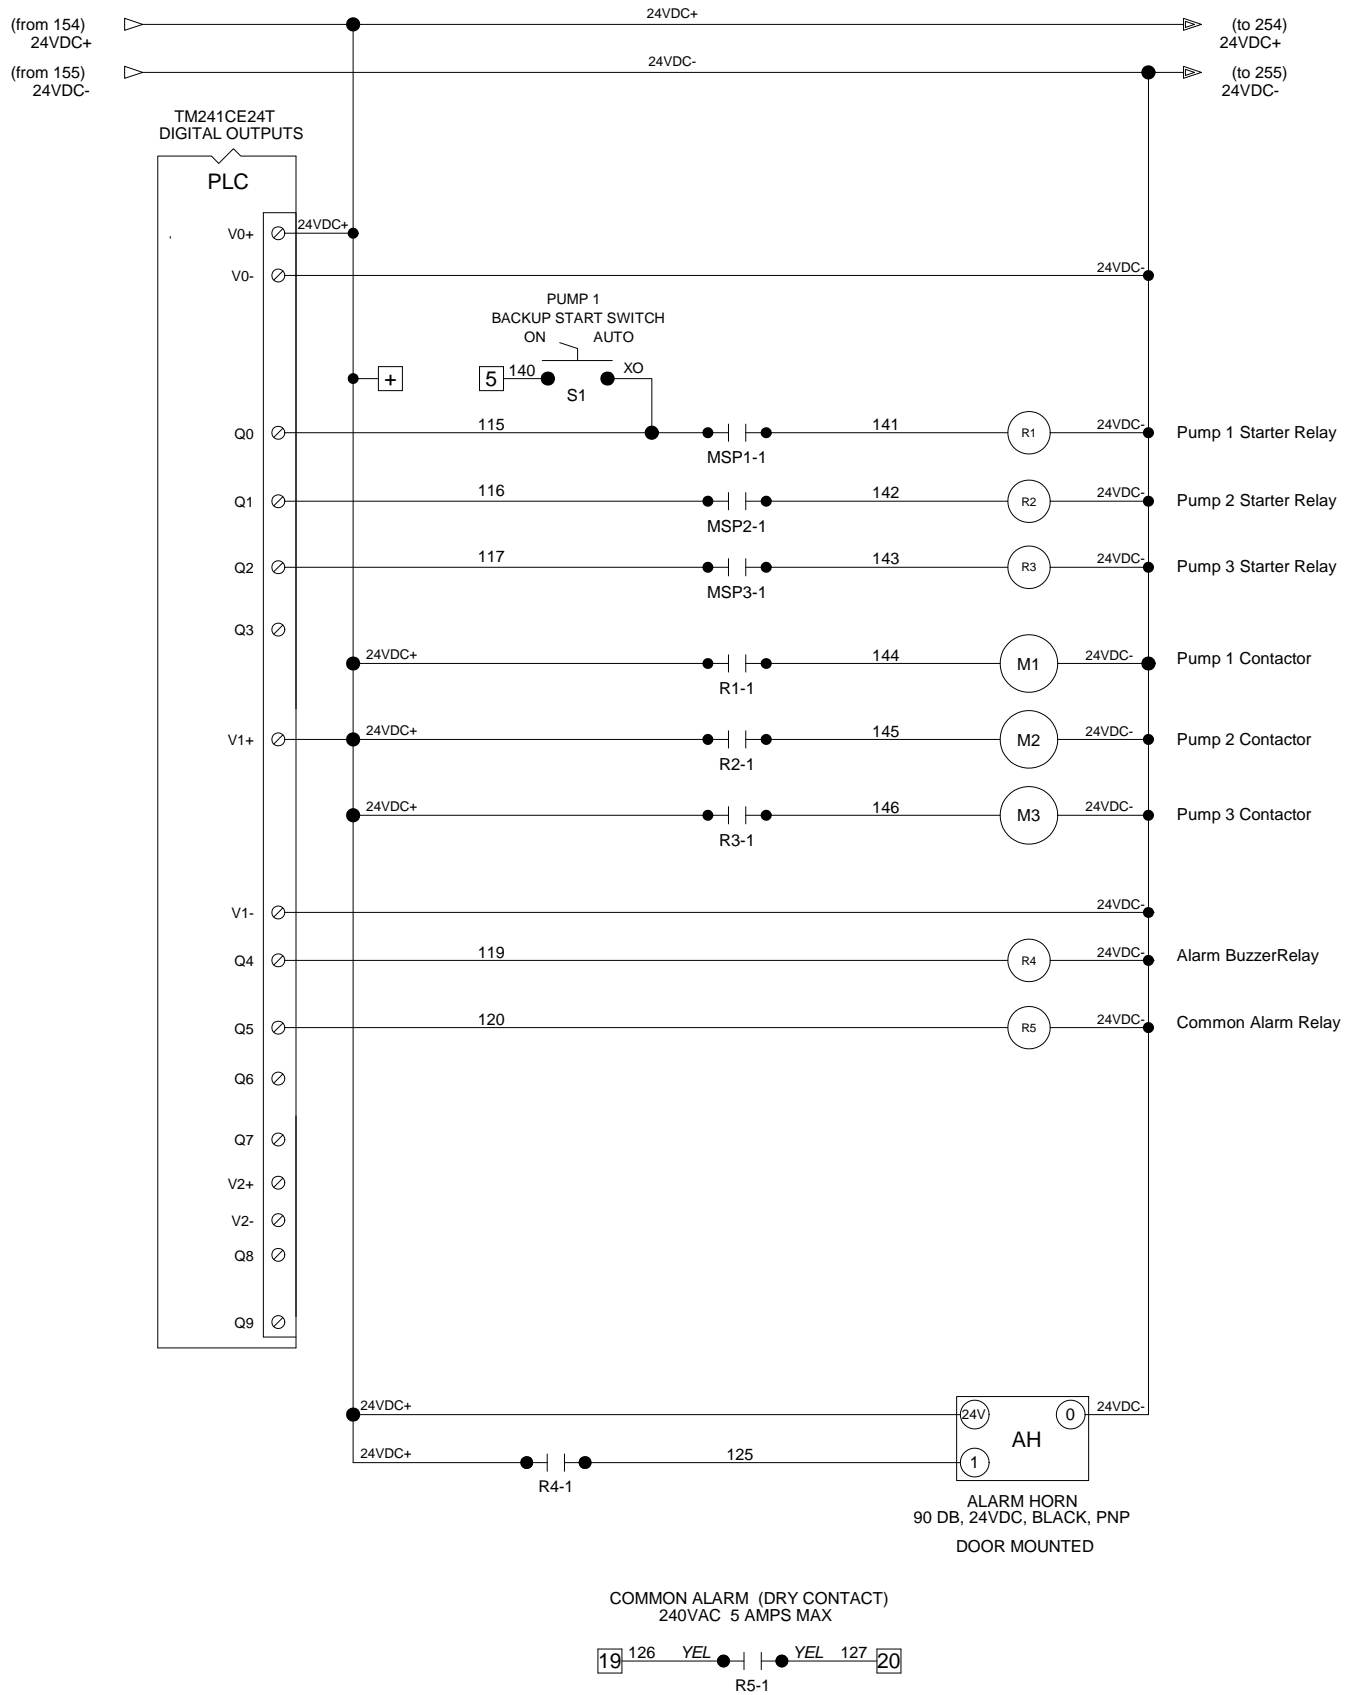 (from 154) 24VDC+ (to 254)
24VDC+ 24VDC+
(from 155) 24VDC- (to 255)
24VDC- 24VDC-
TM241CE24T
DIGITAL OUTPUTS
PLC
V0+ 24VDC+
V0- 24VDC-
PUMP 1
BACKUP START SWITCH
ON AUTO
+ 5 140 XO
S1
Q0 115 141 R1 24VDC- Pump 1 Starter Relay
MSP1-1
Q1 116 142 R2 24VDC- Pump 2 Starter Relay
MSP2-1
Q2 117 143 R3 24VDC- Pump 3 Starter Relay
MSP3-1
Q3
24VDC+ 144 M1 24VDC- Pump 1 Contactor
R1-1
V1+ 24VDC+ 145 M2 24VDC- Pump 2 Contactor
R2-1
24VDC+ 146 M3 24VDC- Pump 3 Contactor
R3-1
V1- 24VDC-
Q4 119 R4 24VDC- Alarm BuzzerRelay
Q5 120 R5 24VDC- Common Alarm Relay
Q6
Q7
V2+
V2-
Q8
Q9
24VDC+ 24V 0 24VDC-
AH
24VDC+ 125 1
R4-1
ALARM HORN
90 DB, 24VDC, BLACK, PNP
DOOR MOUNTED
COMMON ALARM (DRY CONTACT)
240VAC 5 AMPS MAX
19 126 YEL YEL 127 20
R5-1